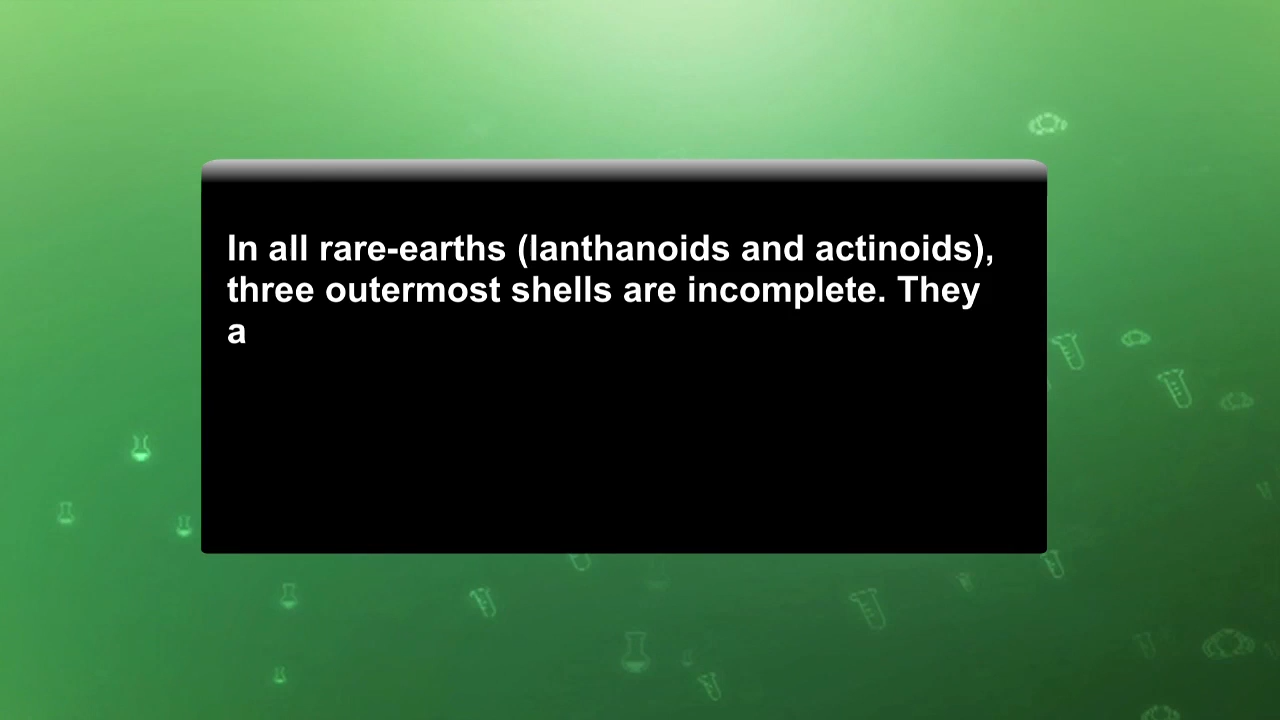 In all rare-earths (lanthanoids and actinoids),
three outermost shells are incomplete. They
a